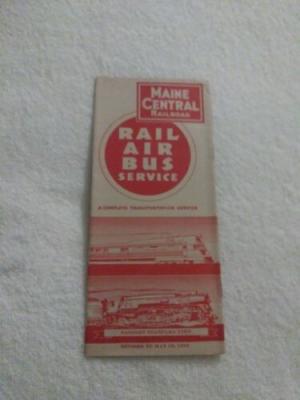 MAINE
CENTRAL
RAILROAD
RAIL
AIR
BUS
SERVICE
A COMPLETE TRANSPORTATION SERVICE